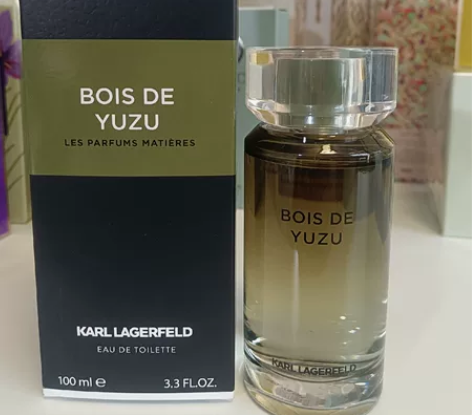 BOIS DE
YUZU
LES PARFUMS MATIÈRES
KARL LAGERFELD
EAU DE TOILETTE
100 ml e 3.3 FL.OZ.
BOIS DE
YUZU
KARL LAGERFELD